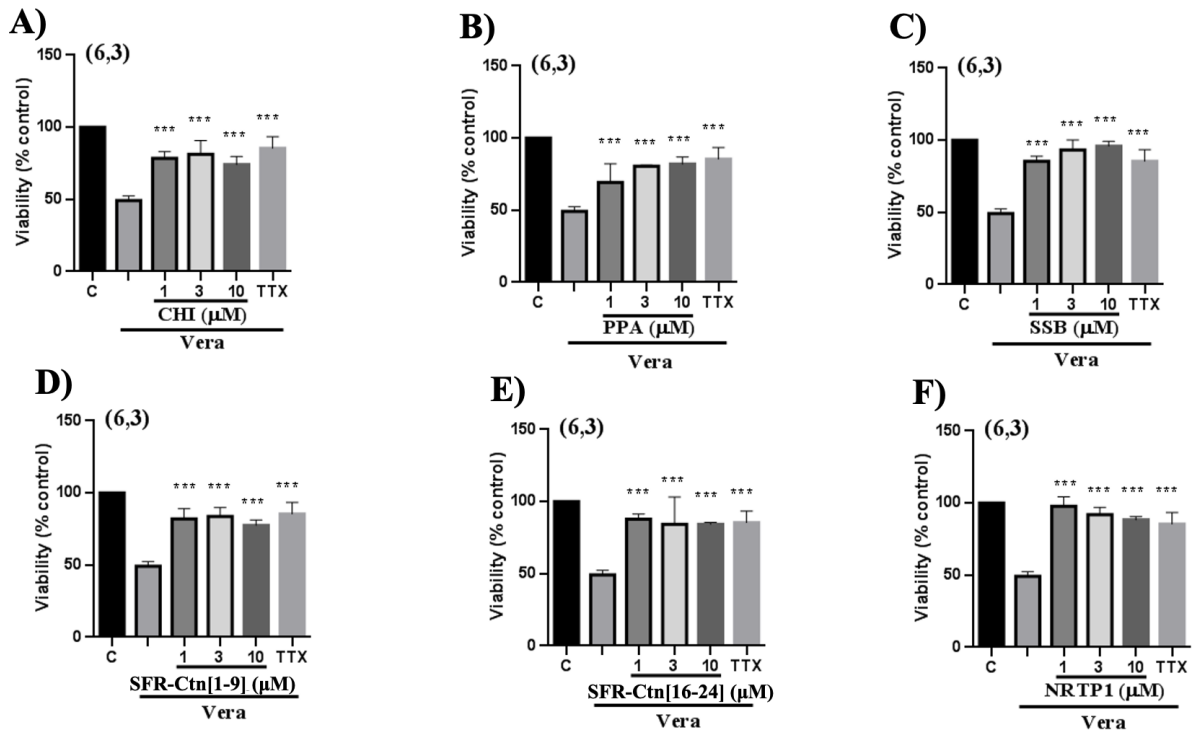 A)
(6,3)
Viability (% control)
150
100
50
0
***
***
***
***
C
1
3
10
TTX
CHI (µM)
Vera
B)
(6,3)
Viability (% control)
150
100
50
0
***
***
***
***
C
1
3
10
TTX
PPA (µM)
Vera
C)
(6,3)
Viability (% control)
150
100
50
0
***
***
***
***
C
1
3
10
TTX
SSB (µM)
Vera
D)
(6,3)
Viability (% control)
150
100
50
0
***
***
***
***
C
1
3
10
TTX
SFR-Ctn[1-9] (µM)
Vera
E)
(6,3)
Viability (% control)
150
100
50
0
***
***
***
***
C
1
3
10
TTX
SFR-Ctn[16-24] (µM)
Vera
F)
(6,3)
Viability (% control)
150
100
50
0
***
***
***
***
C
1
3
10
TTX
NRTP1 (µM)
Vera